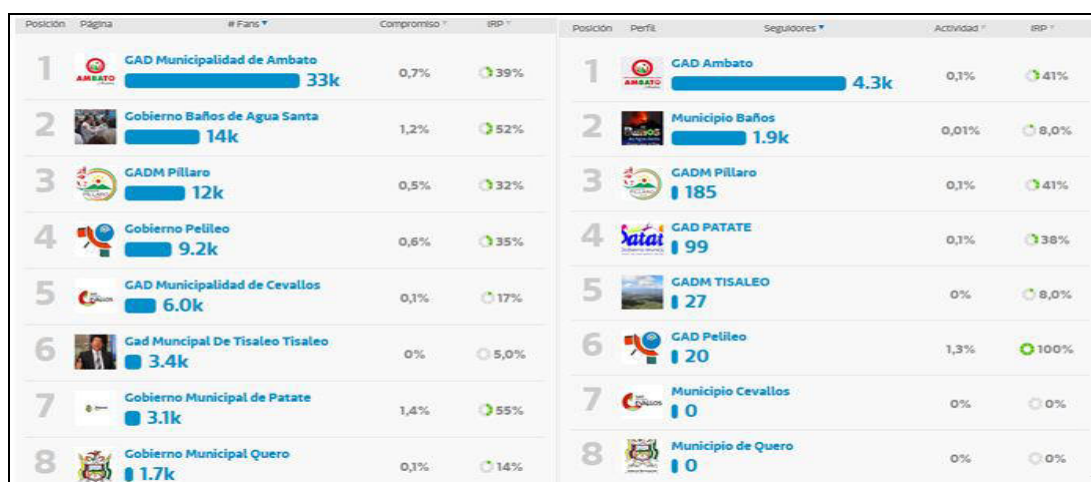 Posición Página # Fans Compromiso IRP
1 AMBATO GAD Municipalidad de Ambato 33k 0,7% 39%
2 Gobierno Baños de Agua Santa 14k 1,2% 52%
3 GADM Píllaro 12k 0,5% 32%
4 Gobierno Pelileo 9.2k 0,6% 35%
5 GAD Municipalidad de Cevallos 6.0k 0,1% 17%
6 Gad Muncipal De Tisaleo Tisaleo 3.4k 0% 5,0%
7 Gobierno Municipal de Patate 3.1k 1,4% 55%
8 Gobierno Municipal Quero 1.7k 0,1% 14%
Posición Perfil Seguidores Actividad IRP
1 AMBATO GAD Ambato 4.3k 0,1% 41%
2 Baños Municipio Baños 1.9k 0,01% 8,0%
3 GADM Píllaro 185 0,1% 41%
4 GAD PATATE 99 0,1% 38%
5 GADM TISALEO 27 0% 8,0%
6 GAD Pelileo 20 1,3% 100%
7 Municipio Cevallos 0 0% 0%
8 Municipio de Quero 0 0% 0%